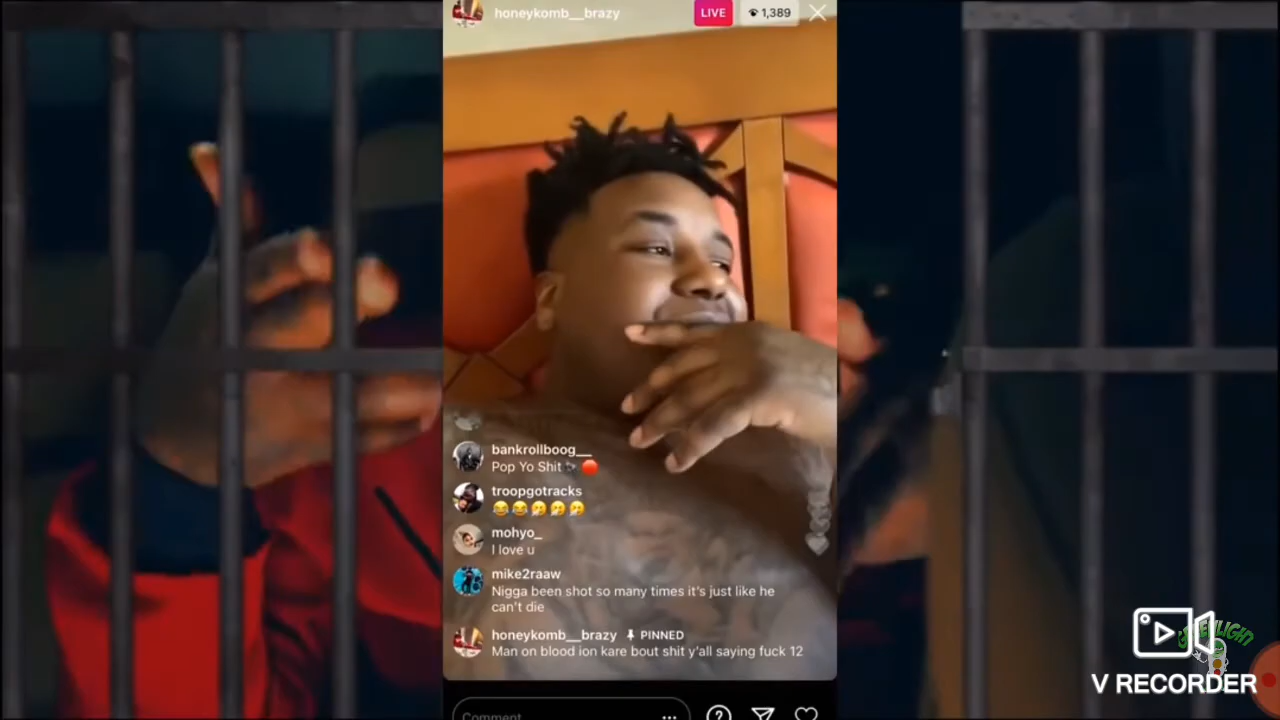 honeykomb__brazy
LIVE
1,389
bankrollboog__
Pop Yo Shit
troopgotracks
😂😂🥲🥲🥲
mohyo_
I love u
mike2raaw
Nigga been shot so many times it's just like he
can't die
honeykomb__brazy PINNED
Man on blood ion kare bout shit y'all saying fuck 12
Comment
V RECORDER